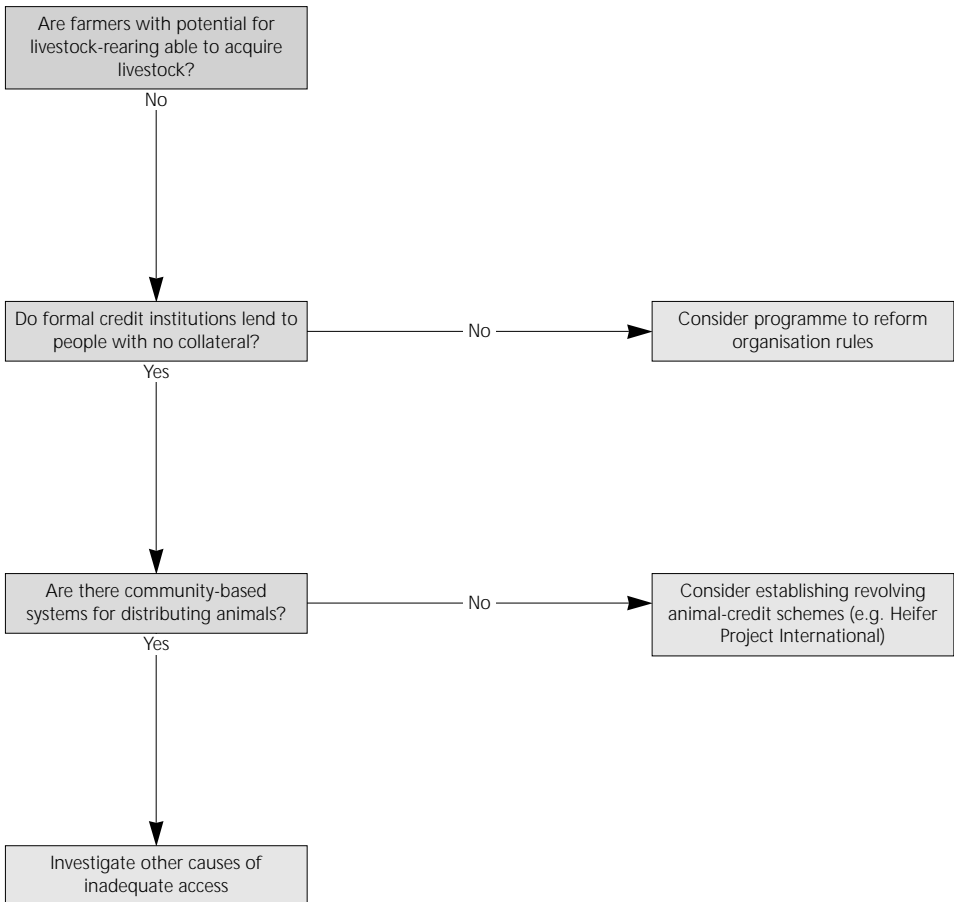 Are farmers with potential for
livestock-rearing able to acquire
livestock?
No
Do formal credit institutions lend to
people with no collateral?
No
Consider programme to reform
organisation rules
Yes
Are there community-based
systems for distributing animals?
No
Consider establishing revolving
animal-credit schemes (e.g. Heifer
Project International)
Yes
Investigate other causes of
inadequate access